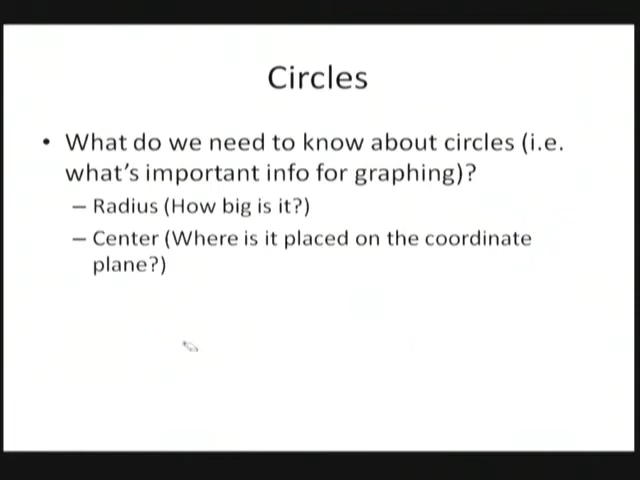 Circles
• What do we need to know about circles (i.e.
what's important info for graphing)?
– Radius (How big is it?)
– Center (Where is it placed on the coordinate
plane?)